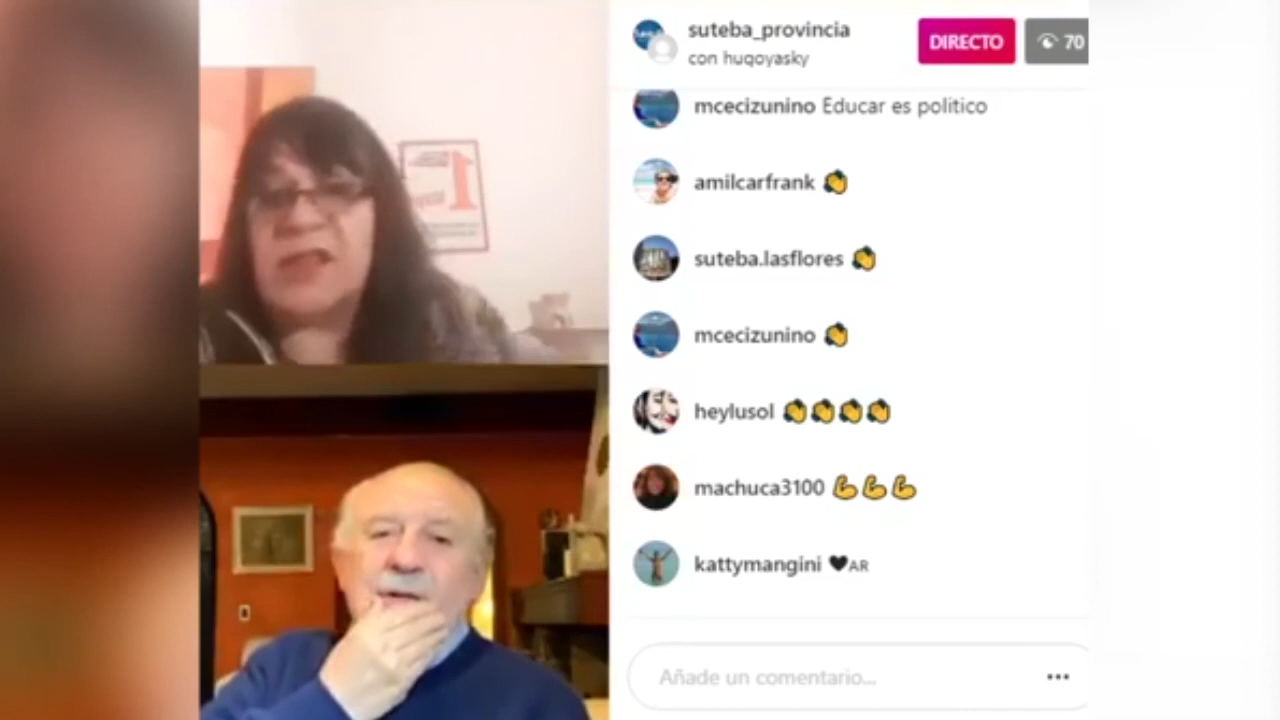 suteba_provincia
con hugoyasky
DIRECTO
70
mcecizunino Educar es politico
amilcarfrank
suteba.lasflores
mcecizunino
heylusol
machuca3100
kattymangini AR
Añade un comentario...
1